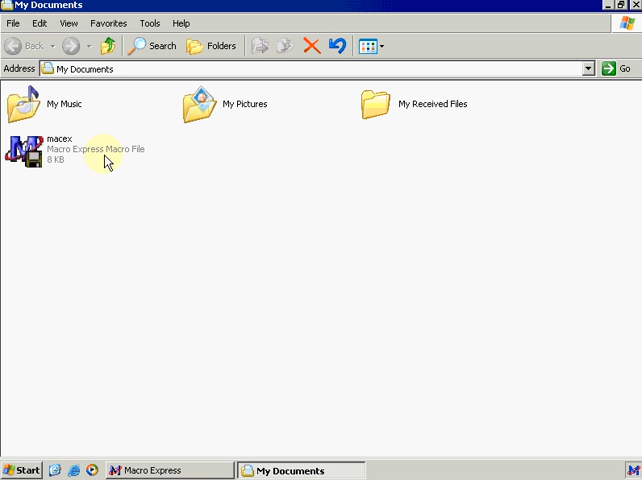 My Documents
File Edit View Favorites Tools Help
Back Search Folders
Address My Documents Go
My Music My Pictures My Received Files
macex
Macro Express Macro File
8 KB
Start Macro Express My Documents